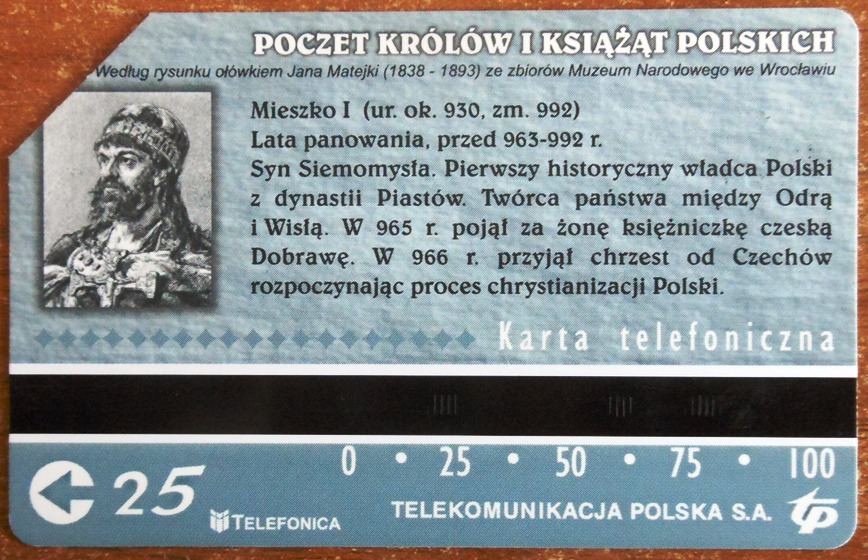 POCZET KRÓLÓW I KSIĄŻĄT POLSKICH
Według rysunku ołówkiem Jana Matejki (1838 - 1893) ze zbiorów Muzeum Narodowego we Wrocławiu
Mieszko I (ur. ok. 930, zm. 992)
Lata panowania, przed 963-992 r.
Syn Siemomysła. Pierwszy historyczny władca Polski
z dynastii Piastów. Twórca państwa między Odrą
i Wisłą. W 965 r. pojął za żonę księżniczkę czeską
Dobrawę. W 966 r. przyjął chrzest od Czechów
rozpoczynając proces chrystianizacji Polski.
Karta telefoniczna
0 • 25 • 50 • 75 • 100
25
TELEFONICA
TELEKOMUNIKACJA POLSKA S.A. tp